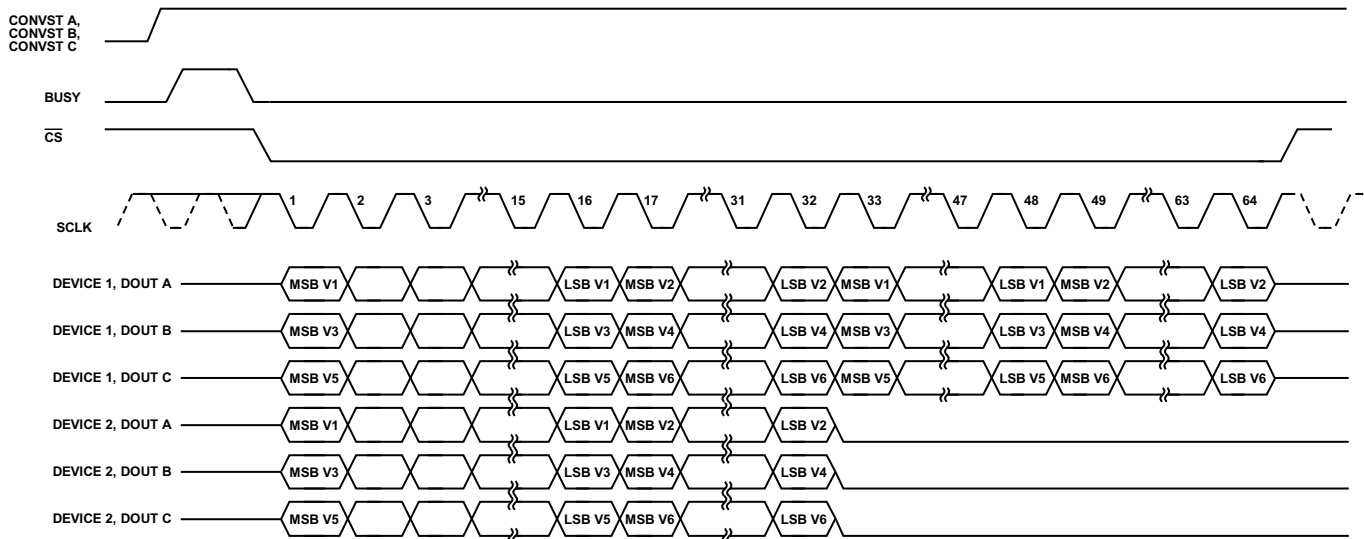 CONVST A,
CONVST B,
CONVST C
BUSY
CS
SCLK
1 2 3 15 16 17 31 32 33 47 48 49 63 64
DEVICE 1, DOUT A MSB V1 LSB V1 MSB V2 LSB V2 MSB V1 LSB V1 MSB V2 LSB V2
DEVICE 1, DOUT B MSB V3 LSB V3 MSB V4 LSB V4 MSB V3 LSB V3 MSB V4 LSB V4
DEVICE 1, DOUT C MSB V5 LSB V5 MSB V6 LSB V6 MSB V5 LSB V5 MSB V6 LSB V6
DEVICE 2, DOUT A MSB V1 LSB V1 MSB V2 LSB V2
DEVICE 2, DOUT B MSB V3 LSB V3 MSB V4 LSB V4
DEVICE 2, DOUT C MSB V5 LSB V5 MSB V6 LSB V6